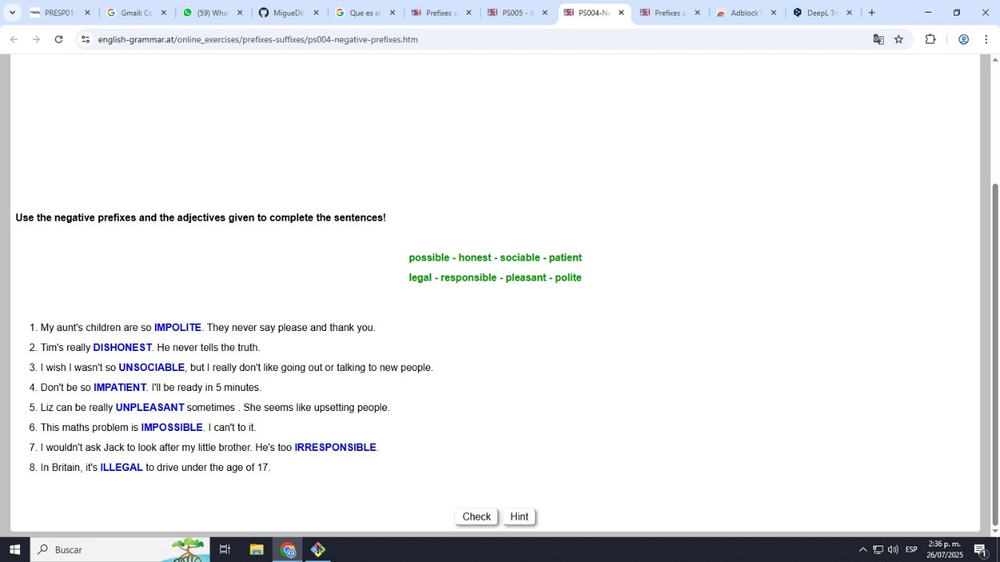 PRESP01-
Gmail: Co
(59) What
MigueDk
Que es el
Prefixes a
PS005 - A
PS004-Ne
Prefixes a
Adblock
DeepL Tra
english-grammar.at/online_exercises/prefixes-suffixes/ps004-negative-prefixes.htm
Use the negative prefixes and the adjectives given to complete the sentences!
possible - honest - sociable - patient
legal - responsible - pleasant - polite
1. My aunt's children are so IMPOLITE. They never say please and thank you.
2. Tim's really DISHONEST. He never tells the truth.
3. I wish I wasn't so UNSOCIABLE, but I really don't like going out or talking to new people.
4. Don't be so IMPATIENT. I'll be ready in 5 minutes.
5. Liz can be really UNPLEASANT sometimes . She seems like upsetting people.
6. This maths problem is IMPOSSIBLE. I can't to it.
7. I wouldn't ask Jack to look after my little brother. He's too IRRESPONSIBLE.
8. In Britain, it's ILLEGAL to drive under the age of 17.
Check Hint
Buscar
ESP
2:36 p. m.
26/07/2025
1